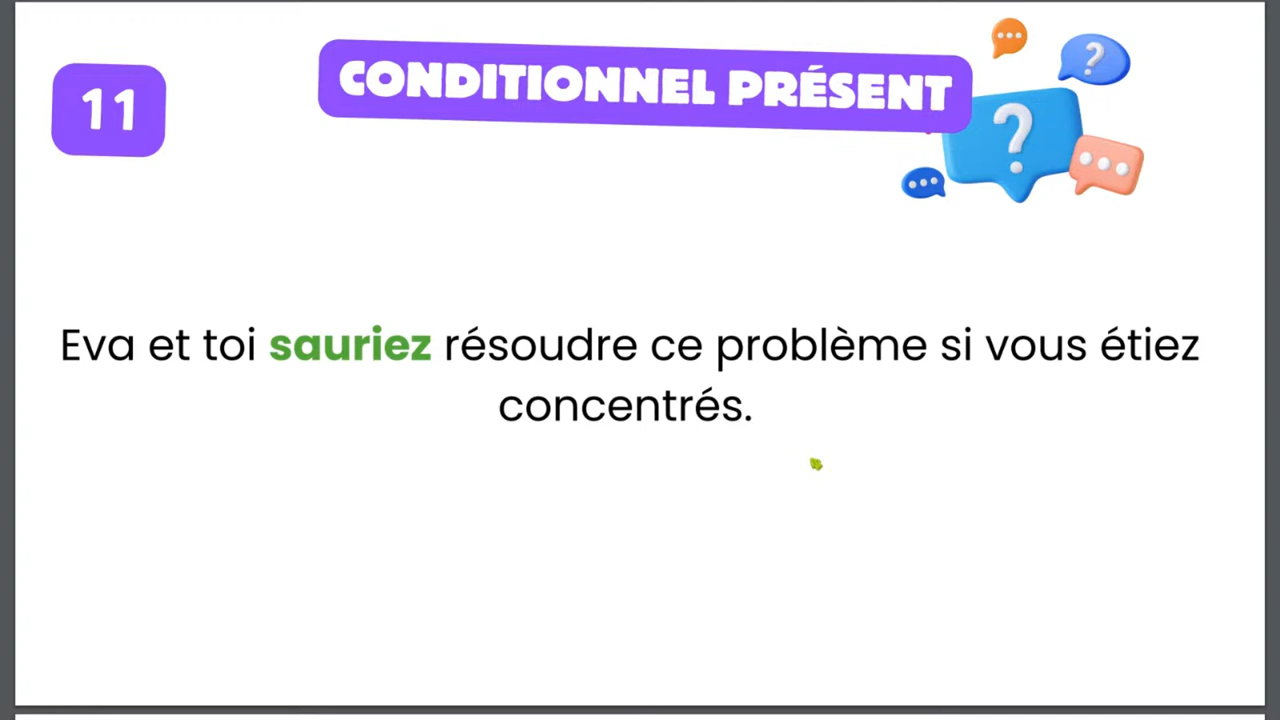 11
CONDITIONNEL PRÉSENT
Eva et toi sauriez résoudre ce problème si vous étiez
concentrés.